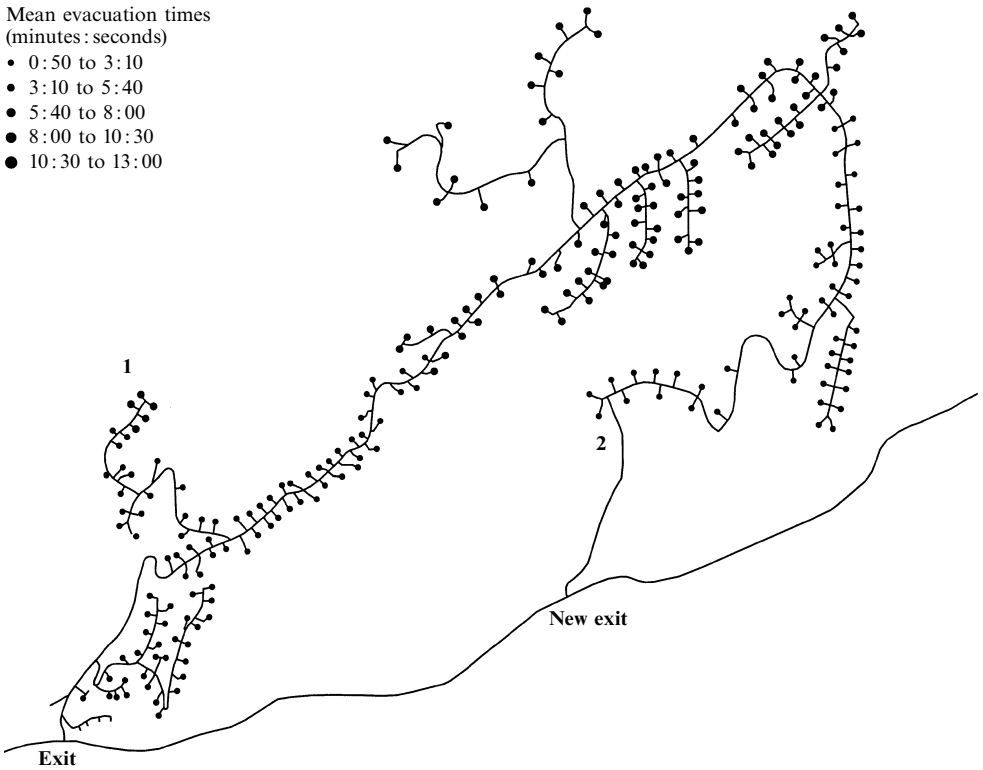 Mean evacuation times
(minutes:seconds)
0:50 to 3:10
3:10 to 5:40
5:40 to 8:00
8:00 to 10:30
10:30 to 13:00
1
2
New exit
Exit